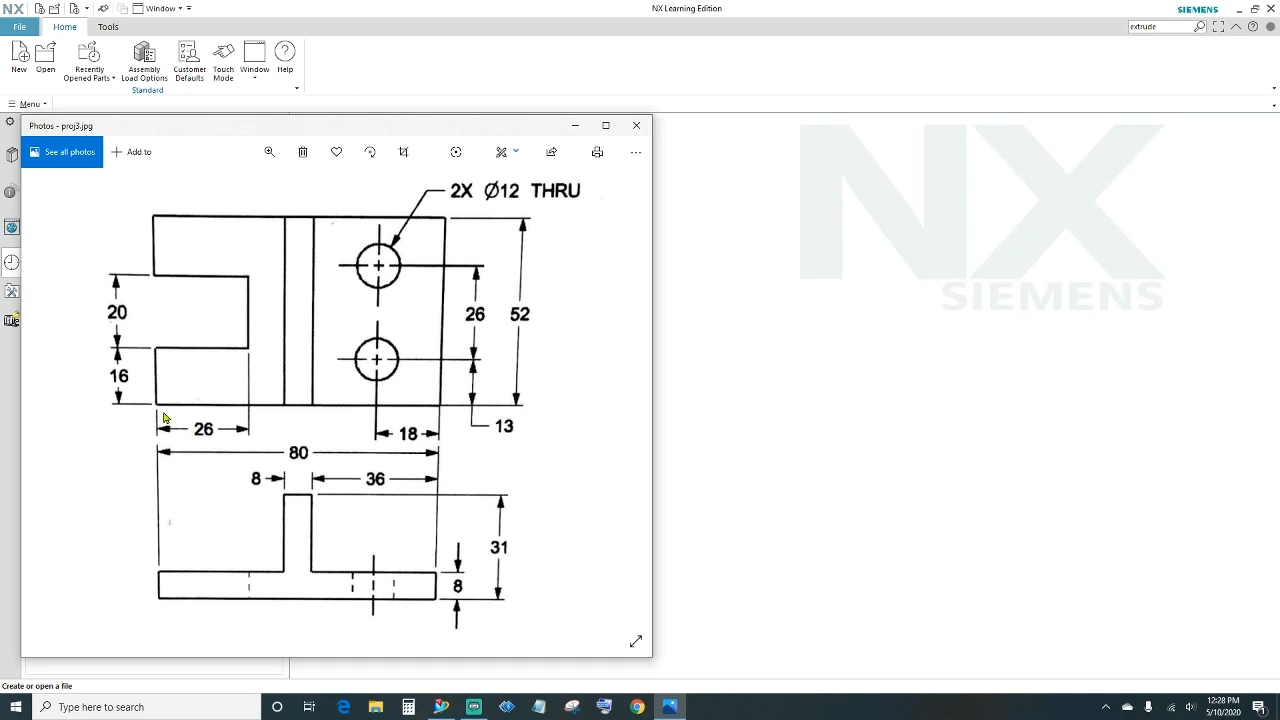 NX Window NX Learning Edition SIEMENS
File Home Tools extrude
New Open Recently Opened Parts Assembly Load Options Customer Defaults Touch Mode Window Help
Standard
Menu
Photos - proj3.jpg
See all photos Add to
2X Ø12 THRU
20 26 52
16
26 18 13
80
8 36
31
8
NX
SIEMENS
Create or open a file
Type here to search
12:28 PM
5/10/2020